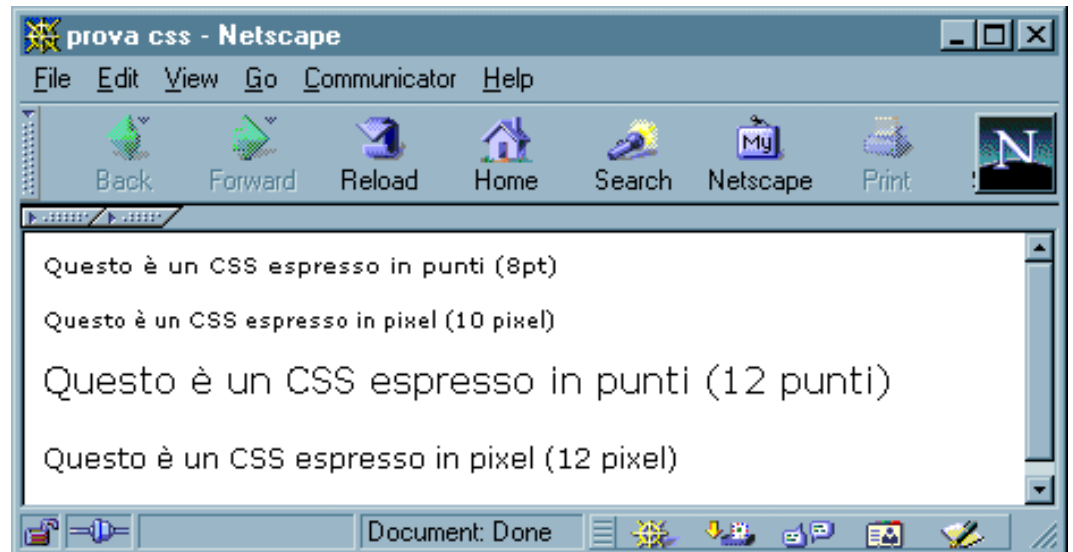 prova css - Netscape
File Edit View Go Communicator Help
Back Forward Reload Home Search My Netscape Print N
Questo è un CSS espresso in punti (8pt)
Questo è un CSS espresso in pixel (10 pixel)
Questo è un CSS espresso in punti (12 punti)
Questo è un CSS espresso in pixel (12 pixel)
Document: Done